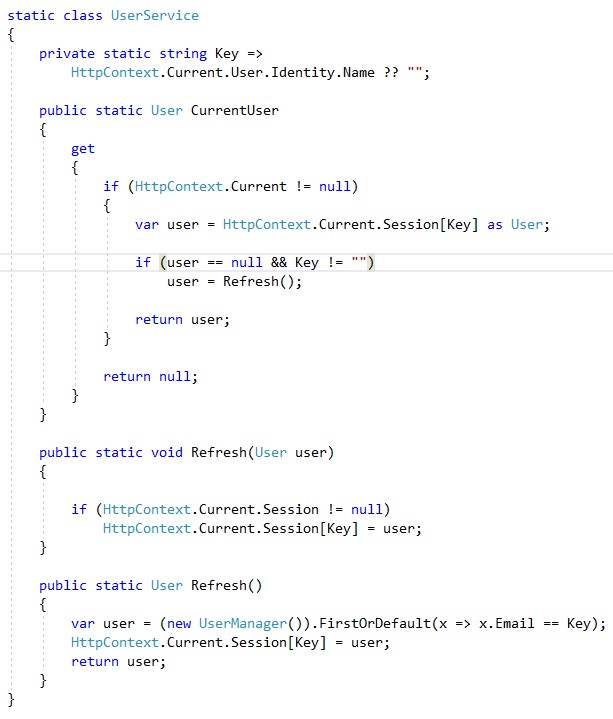 static class UserService
{
    private static string Key =>
        HttpContext.Current.User.Identity.Name ?? "";

    public static User CurrentUser
    {
        get
        {
            if (HttpContext.Current != null)
            {
                var user = HttpContext.Current.Session[Key] as User;

                if (user == null && Key != "")
                    user = Refresh();

                return user;
            }

            return null;
        }
    }

    public static void Refresh(User user)
    {

        if (HttpContext.Current.Session != null)
            HttpContext.Current.Session[Key] = user;
    }

    public static User Refresh()
    {
        var user = (new UserManager()).FirstOrDefault(x => x.Email == Key);
        HttpContext.Current.Session[Key] = user;
        return user;
    }
}